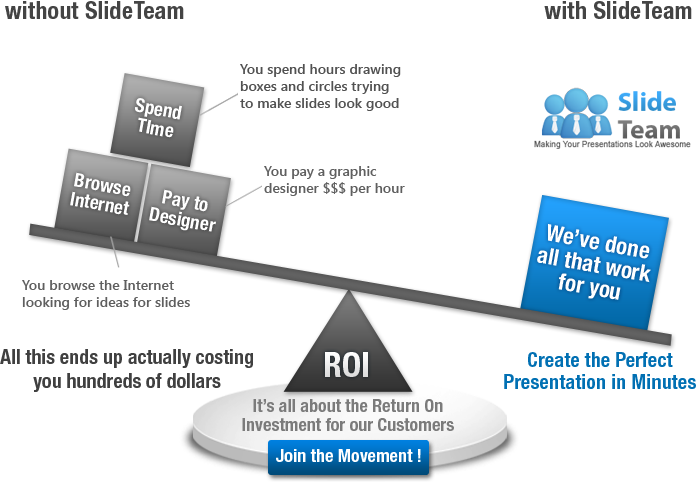 without SlideTeam
with SlideTeam
You spend hours drawing
boxes and circles trying
to make slides look good
Spend
TIme
Slide
Team
Making Your Presentations Look Awesome
You pay a graphic
designer $$$ per hour
Browse
Internet
Pay to
Designer
We've done
all that work
for you
You browse the Internet
looking for ideas for slides
All this ends up actually costing
you hundreds of dollars
ROI
Create the Perfect
Presentation in Minutes
It's all about the Return On
Investment for our Customers
Join the Movement !